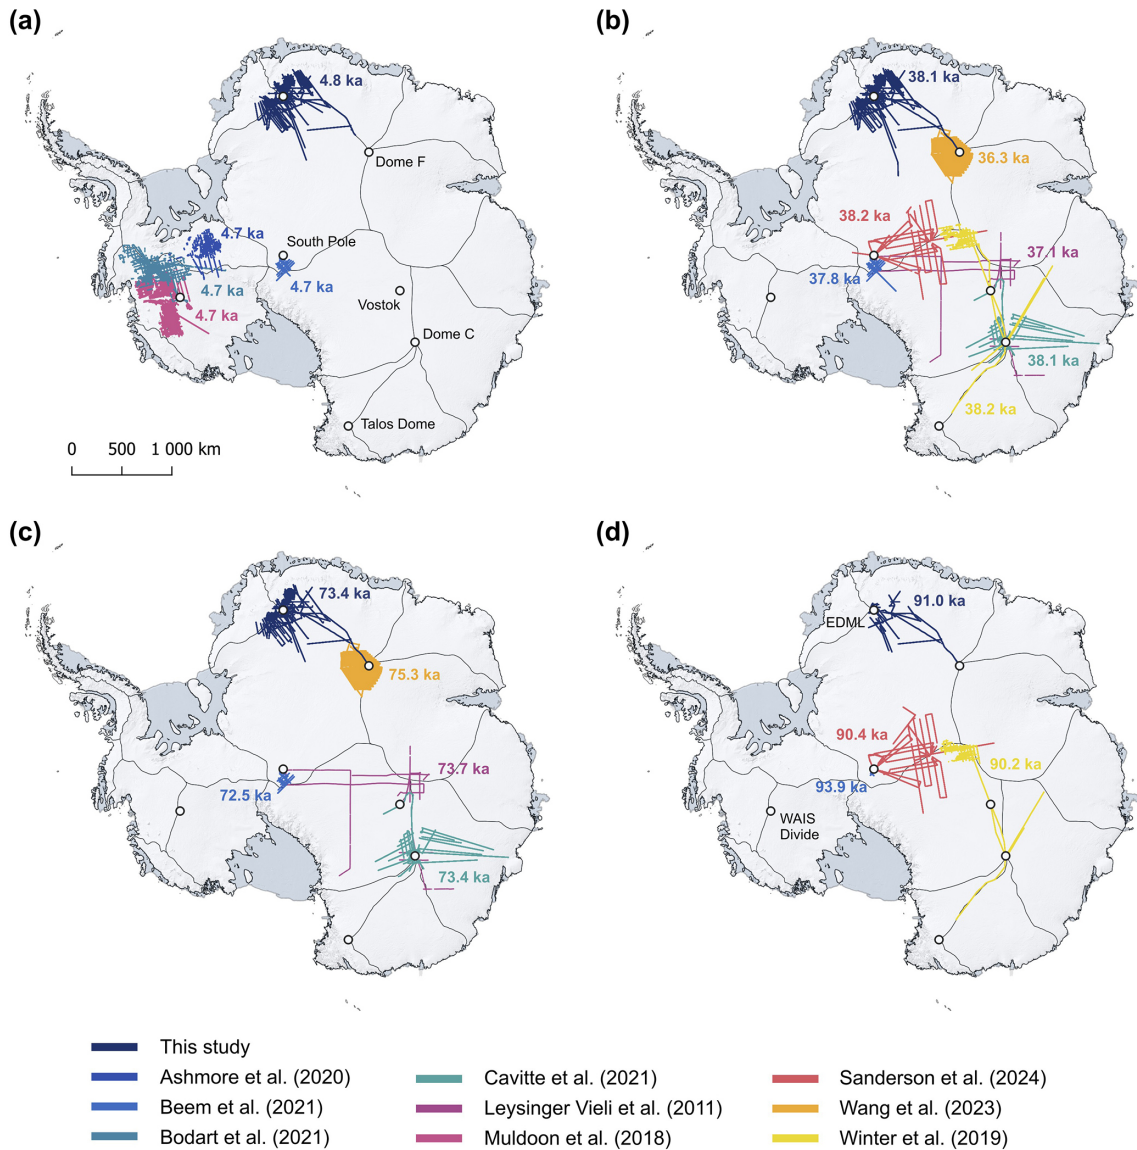 (a)
4.8 ka
Dome F
4.7 ka
South Pole
4.7 ka
4.7 ka
Vostok
4.7 ka
Dome C
Talos Dome
0 500 1 000 km
(b)
38.1 ka
36.3 ka
38.2 ka
37.1 ka
37.8 ka
38.1 ka
38.2 ka
(c)
73.4 ka
75.3 ka
73.7 ka
72.5 ka
73.4 ka
(d)
91.0 ka
EDML
90.4 ka
90.2 ka
93.9 ka
WAIS
Divide
This study
Ashmore et al. (2020)
Beem et al. (2021)
Bodart et al. (2021)
Cavitte et al. (2021)
Leysinger Vieli et al. (2011)
Muldoon et al. (2018)
Sanderson et al. (2024)
Wang et al. (2023)
Winter et al. (2019)